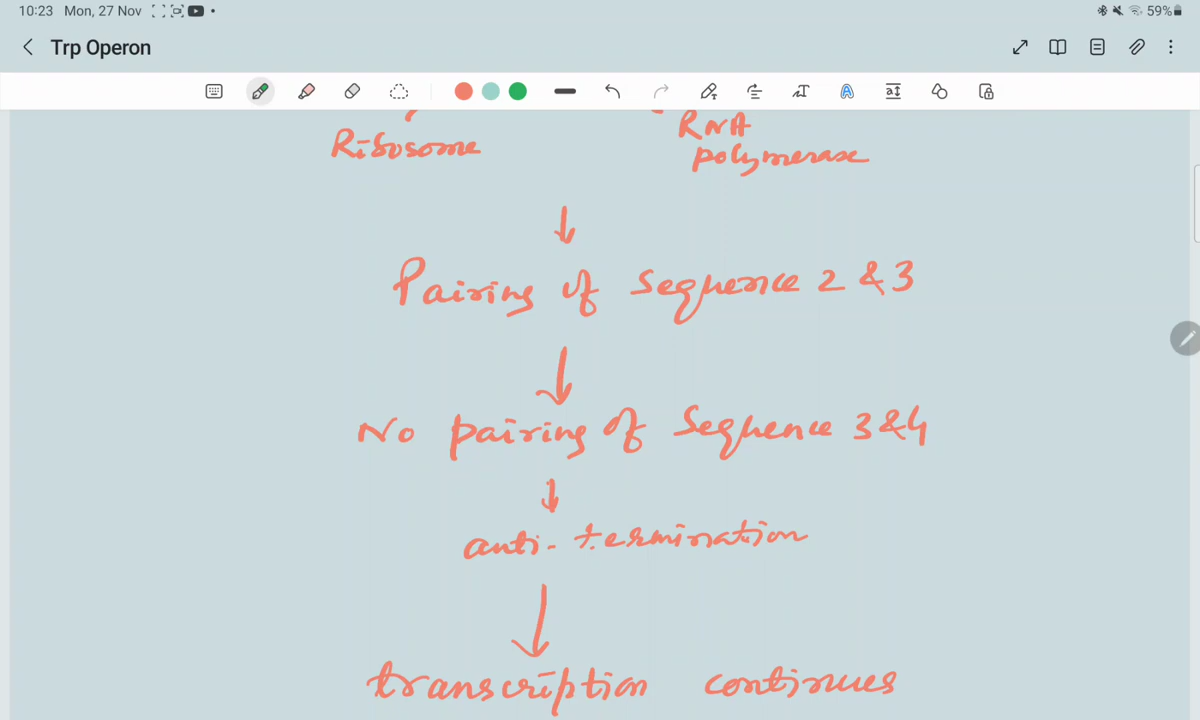 10:23 Mon, 27 Nov
59%
Trp Operon
Ribosome
RNA
polymerase
Pairing of Sequence 2 & 3
No pairing of Sequence 3 & 4
anti-termination
transcription continues